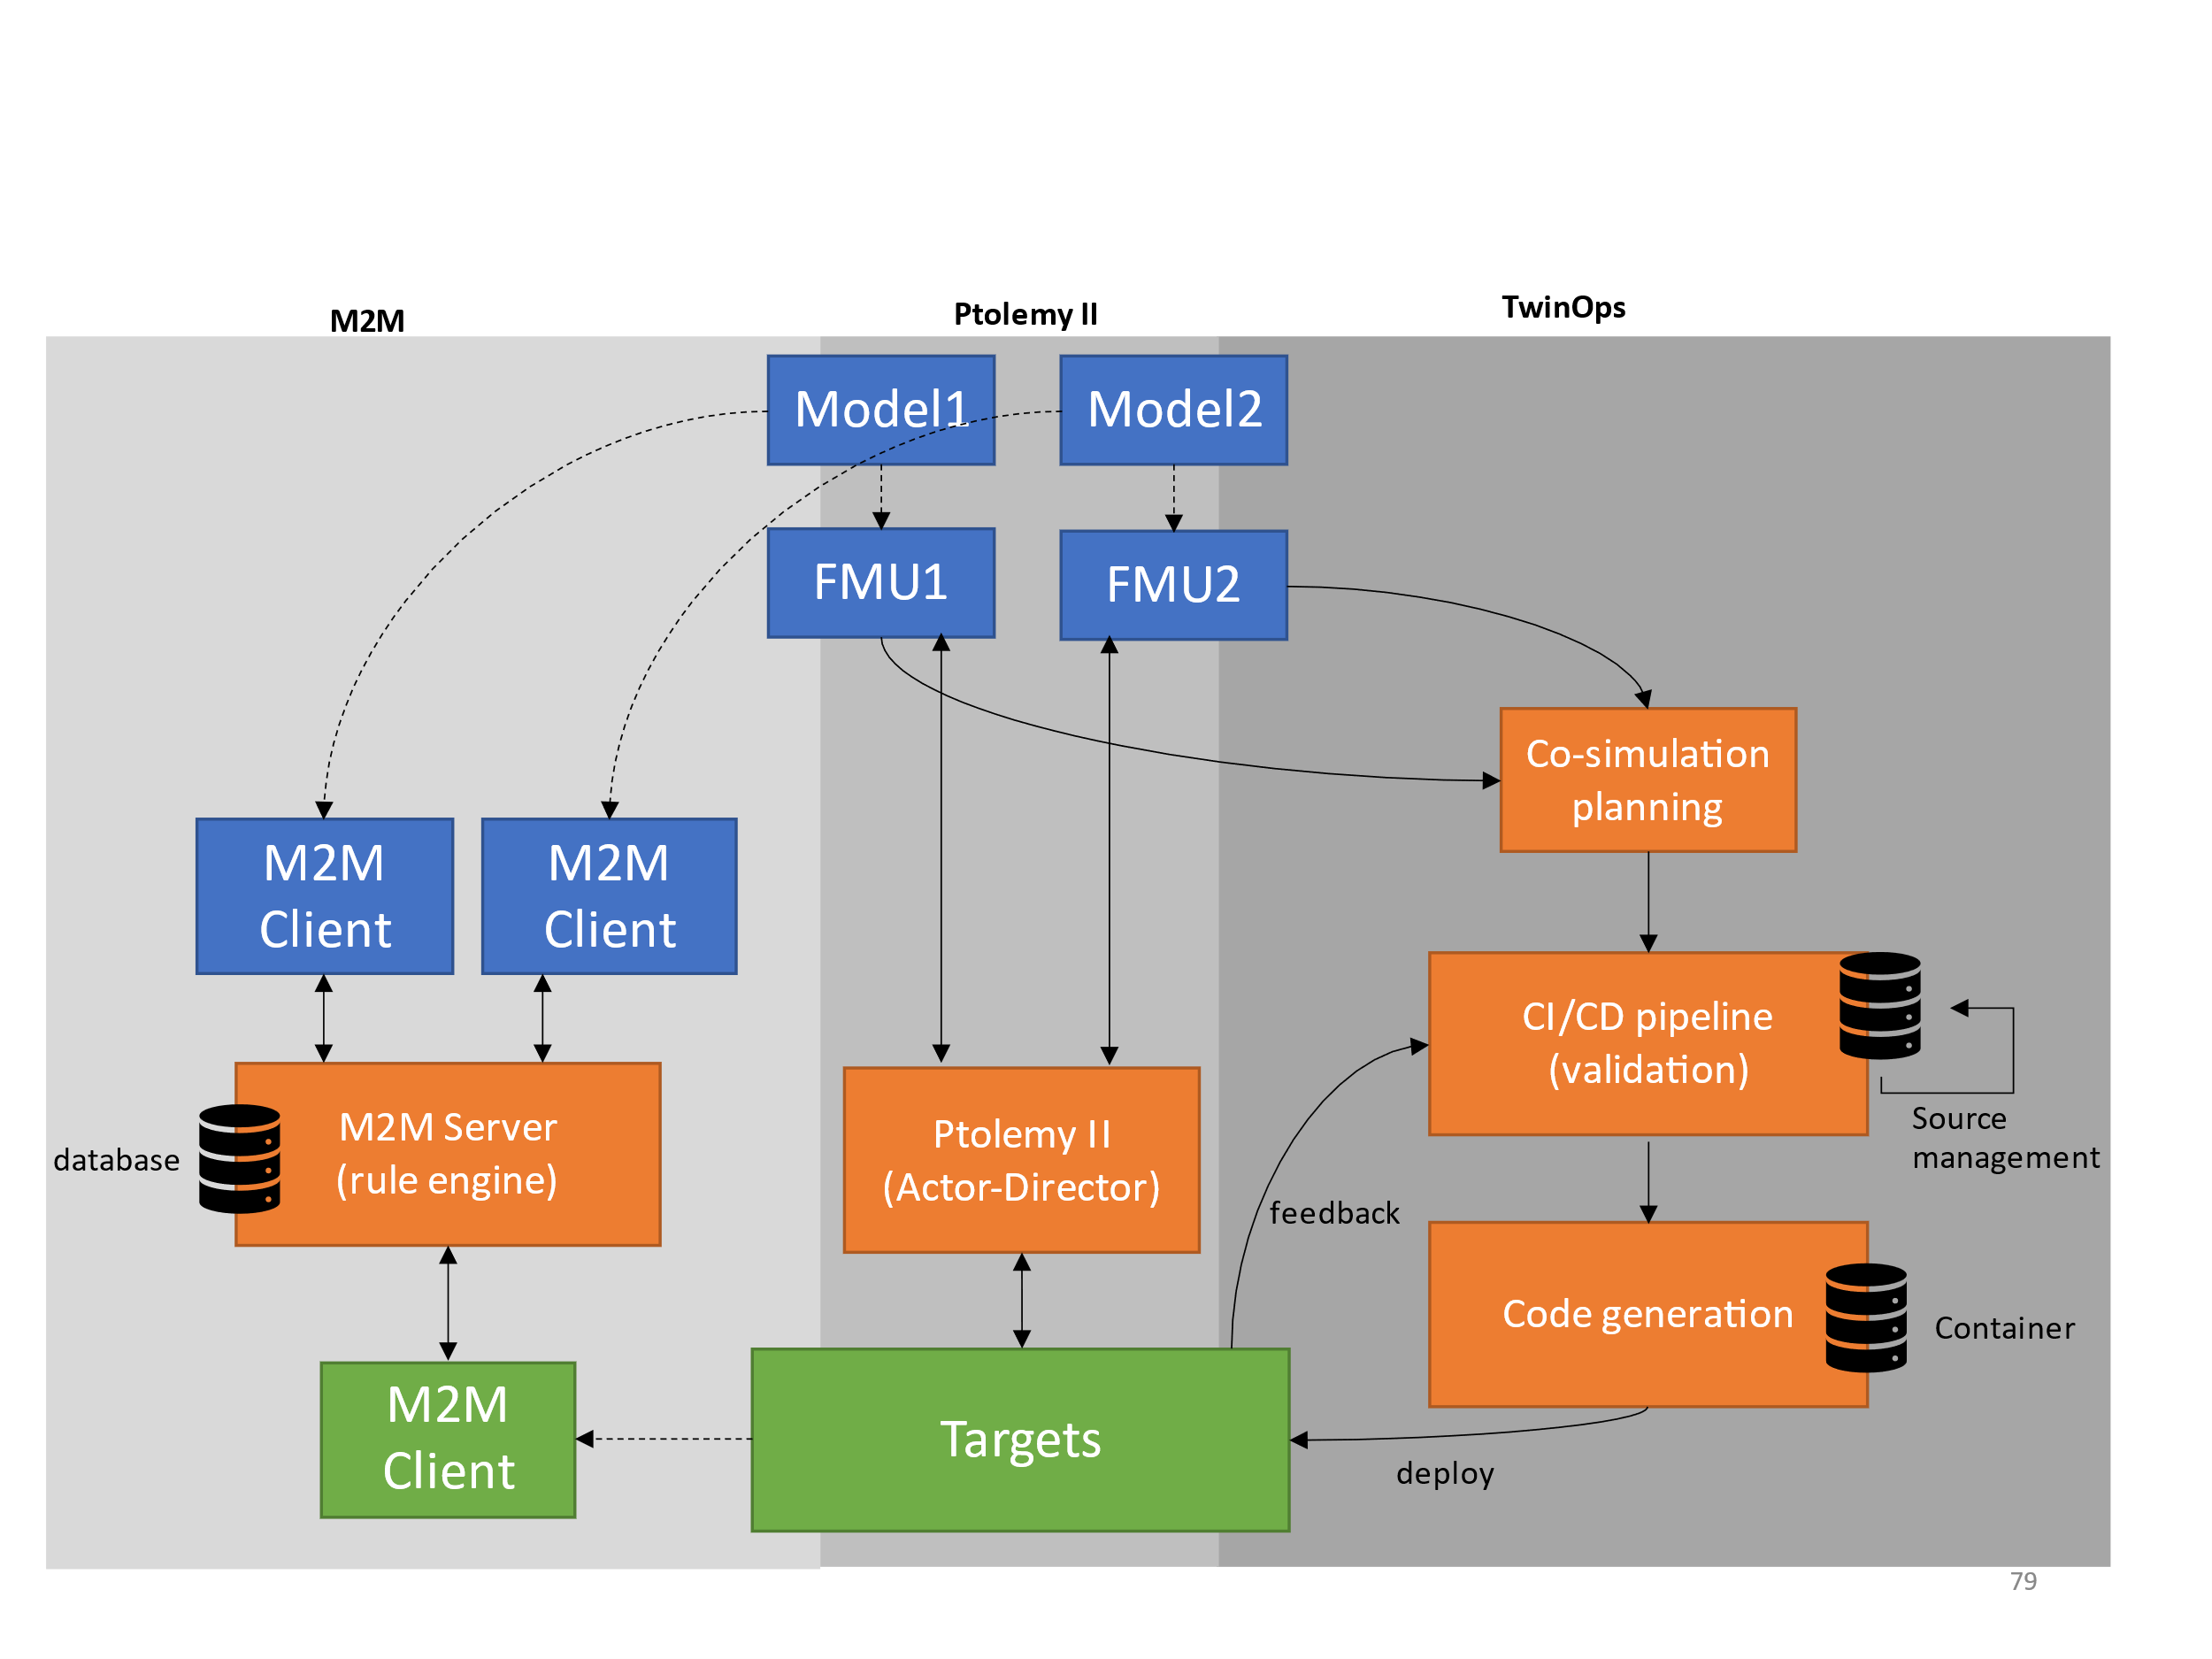 M2M
Ptolemy II
TwinOps
Model1
Model2
FMU1
FMU2
Co-simulation
planning
M2M
Client
M2M
Client
CI/CD pipeline
(validation)
Source
management
database
M2M Server
(rule engine)
Ptolemy II
(Actor-Director)
feedback
Code generation
Container
M2M
Client
Targets
deploy
79